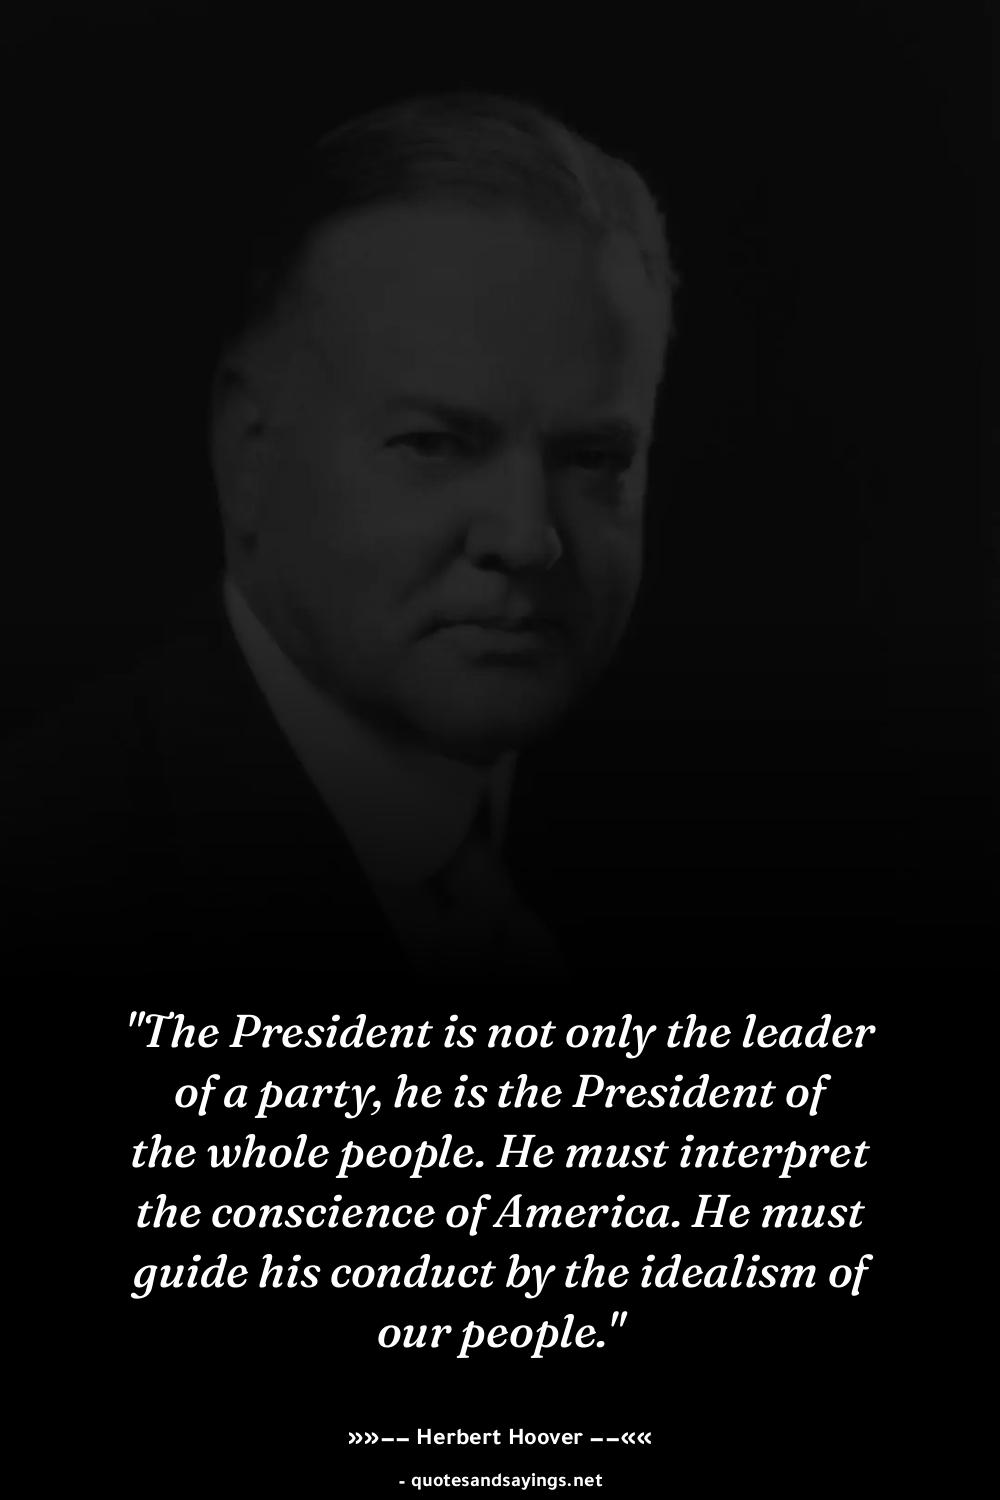 "The President is not only the leader
of a party, he is the President of
the whole people. He must interpret
the conscience of America. He must
guide his conduct by the idealism of
our people."
»»−− Herbert Hoover −−««
- quotesandsayings.net